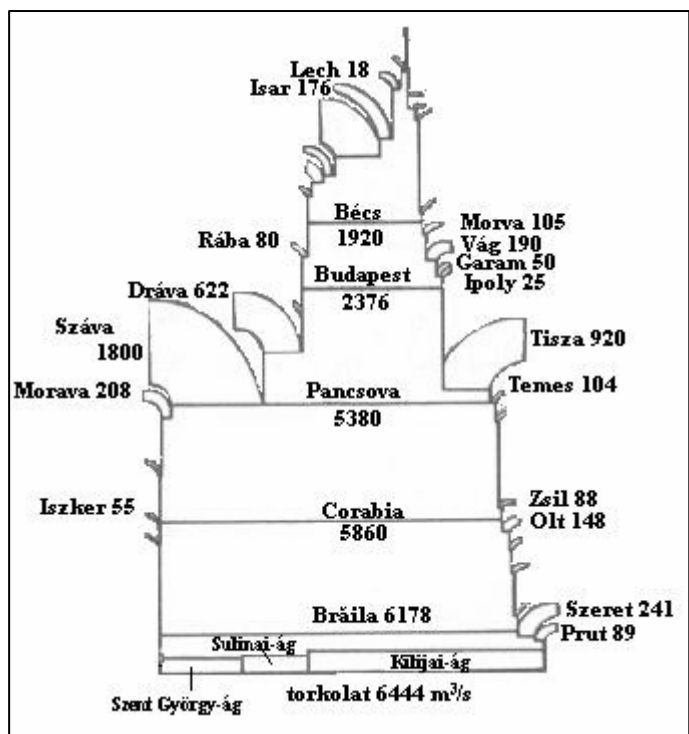 Lech 18
Isar 176
Bécs
1920
Morva 105
Rába 80
Vág 190
Garam 50
Budapest
Ipoly 25
2376
Dráva 622
Száva
1800
Tisza 920
Morava 208
Pancsova
Temes 104
5380
Zsil 88
Iszker 55
Corabia
Olt 148
5860
Brăila 6178
Szeret 241
Prut 89
Sulinai-ág
Kilijai-ág
Szent György-ág
torkolat 6444 m³/s